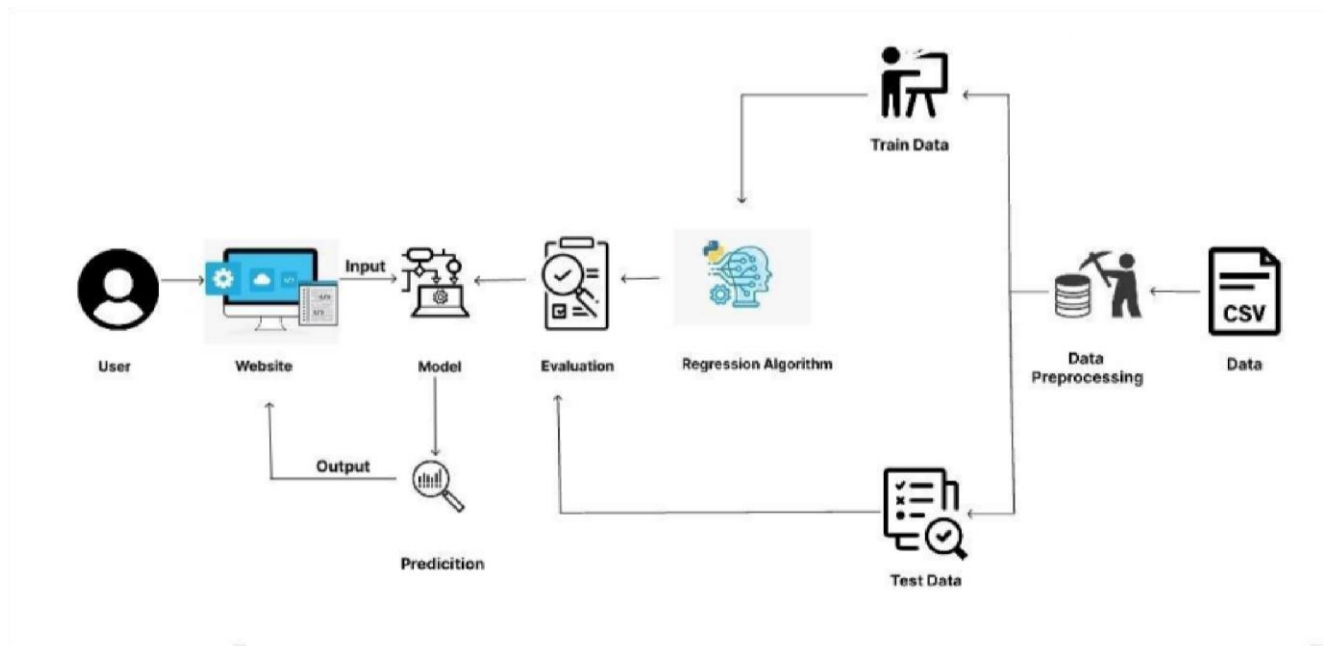 Train Data
Input
CSV
User
Website
Model
Evaluation
Regression Algorithm
Data
Preprocessing
Data
Output
Predicition
Test Data